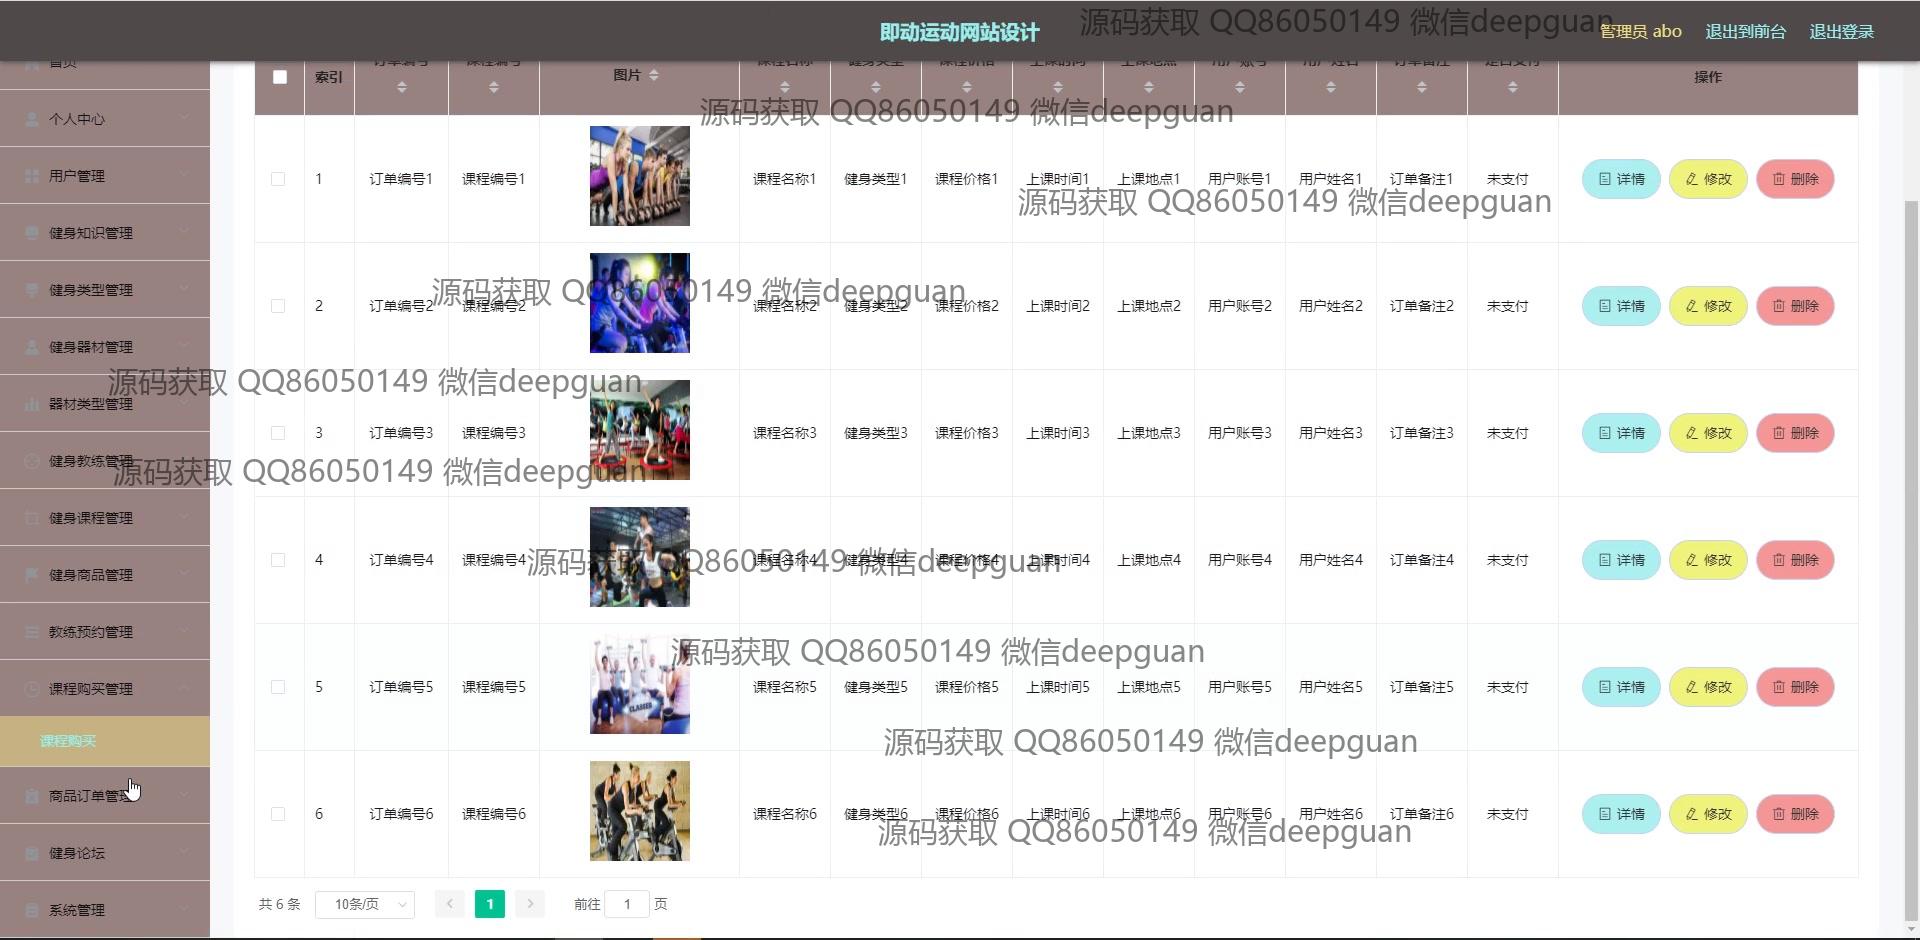 即动运动网站设计
管理员 abo 退出到前台 退出登录
源码获取 QQ86050149 微信deepguan
首页
个人中心
用户管理
健身知识管理
健身类型管理
健身器材管理
器材类型管理
健身教练管理
健身课程管理
健身商品管理
教练预约管理
课程购买管理
课程购买
商品订单管理
健身论坛
系统管理
索引 订单编号 课程编号 图片 课程名称 健身类型 课程价格 上课时间 上课地点 用户账号 用户姓名 订单备注 是否支付 操作
源码获取 QQ86050149 微信deepguan
1 订单编号1 课程编号1 课程名称1 健身类型1 课程价格1 上课时间1 上课地点1 用户账号1 用户姓名1 订单备注1 未支付 详情 修改 删除
源码获取 QQ86050149 微信deepguan
源码获取 QQ86050149 微信deepguan
2 订单编号2 课程编号2 课程名称2 健身类型2 课程价格2 上课时间2 上课地点2 用户账号2 用户姓名2 订单备注2 未支付 详情 修改 删除
源码获取 QQ86050149 微信deepguan
3 订单编号3 课程编号3 课程名称3 健身类型3 课程价格3 上课时间3 上课地点3 用户账号3 用户姓名3 订单备注3 未支付 详情 修改 删除
源码获取 QQ86050149 微信deepguan
4 订单编号4 课程编号4 课程名称4 健身类型4 课程价格4 上课时间4 上课地点4 用户账号4 用户姓名4 订单备注4 未支付 详情 修改 删除
源码获取 QQ86050149 微信deepguan
源码获取 QQ86050149 微信deepguan
5 订单编号5 课程编号5 课程名称5 健身类型5 课程价格5 上课时间5 上课地点5 用户账号5 用户姓名5 订单备注5 未支付 详情 修改 删除
源码获取 QQ86050149 微信deepguan
6 订单编号6 课程编号6 课程名称6 健身类型6 课程价格6 上课时间6 上课地点6 用户账号6 用户姓名6 订单备注6 未支付 详情 修改 删除
源码获取 QQ86050149 微信deepguan
共 6 条 10条/页 1 前往 1 页